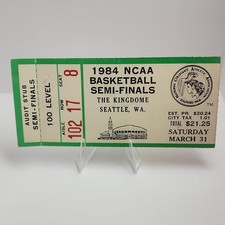 AUDIT STUB
SEMI-FINALS
100 LEVEL
AISLE 102
ROW 17
SEAT 8
1984 NCAA
BASKETBALL
SEMI-FINALS
THE KINGDOME
SEATTLE, WA.
EST. PR. $20.24
CITY TAX 1.01
TOTAL $21.25
SATURDAY
MARCH 31